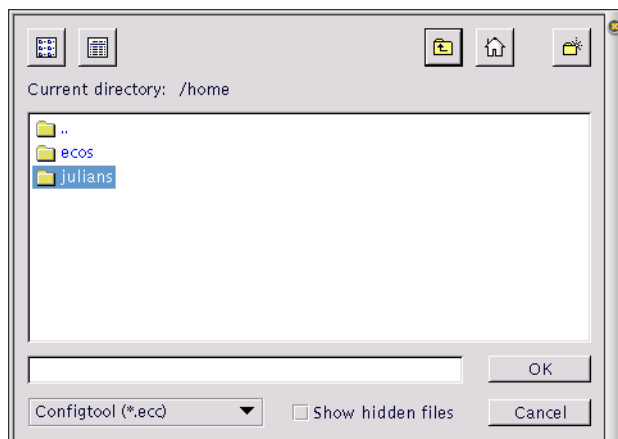 Current directory: /home
..
ecos
julians
OK
Configtool (*.ecc)
Show hidden files
Cancel